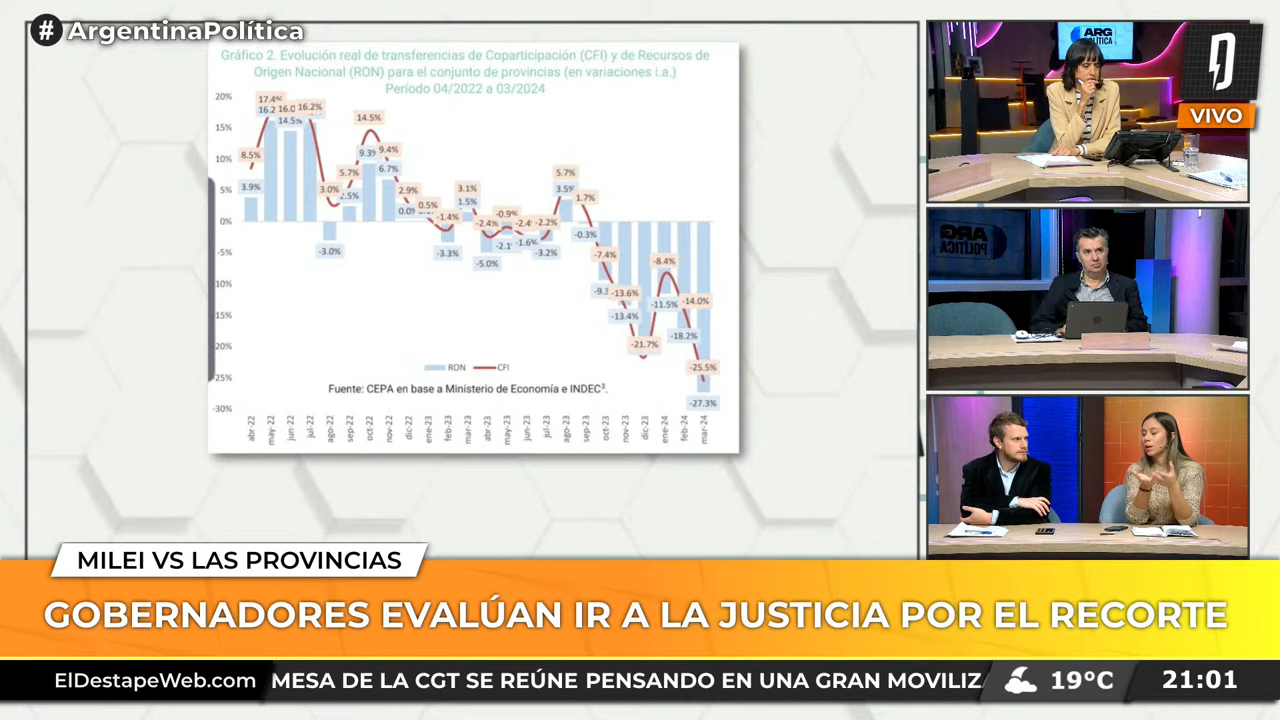 # ArgentinaPolítica
Gráfico 2. Evolución real de transferencias de Coparticipación (CFI) y de Recursos de
Origen Nacional (RON) para el conjunto de provincias (en variaciones i.a.)
Período 04/2022 a 03/2024
20%
15%
10%
5%
0%
-5%
-10%
-15%
-20%
-25%
-30%
8.5%
3.9%
17.4%
16.2
16.0
14.5%
16.2%
3.0%
-3.0%
5.7%
2.5%
14.5%
9.3%
9.4%
6.7%
2.9%
0.0%
0.5%
-1.4%
-3.3%
3.1%
1.5%
-2.4%
-5.0%
-0.9%
-2.1%
-2.4
-1.6%
-2.2%
-3.2%
5.7%
3.5%
1.7%
-0.3%
-7.4%
-9.3
-13.6%
-13.4%
-21.7%
-8.4%
-11.5%
-14.0%
-18.2%
-25.5%
-27.3%
RON
CFI
Fuente: CEPA en base a Ministerio de Economía e INDEC³.
abr-22
may-22
jun-22
jul-22
ago-22
sep-22
oct-22
nov-22
dic-22
ene-23
feb-23
mar-23
abr-23
may-23
jun-23
jul-23
ago-23
sep-23
oct-23
nov-23
dic-23
ene-24
feb-24
mar-24
ARG
POLÍTICA
VIVO
ARG
POLÍTICA
MILEI VS LAS PROVINCIAS
GOBERNADORES EVALÚAN IR A LA JUSTICIA POR EL RECORTE
ElDestapeWeb.com MESA DE LA CGT SE REÚNE PENSANDO EN UNA GRAN MOVILIZ 19°C 21:01